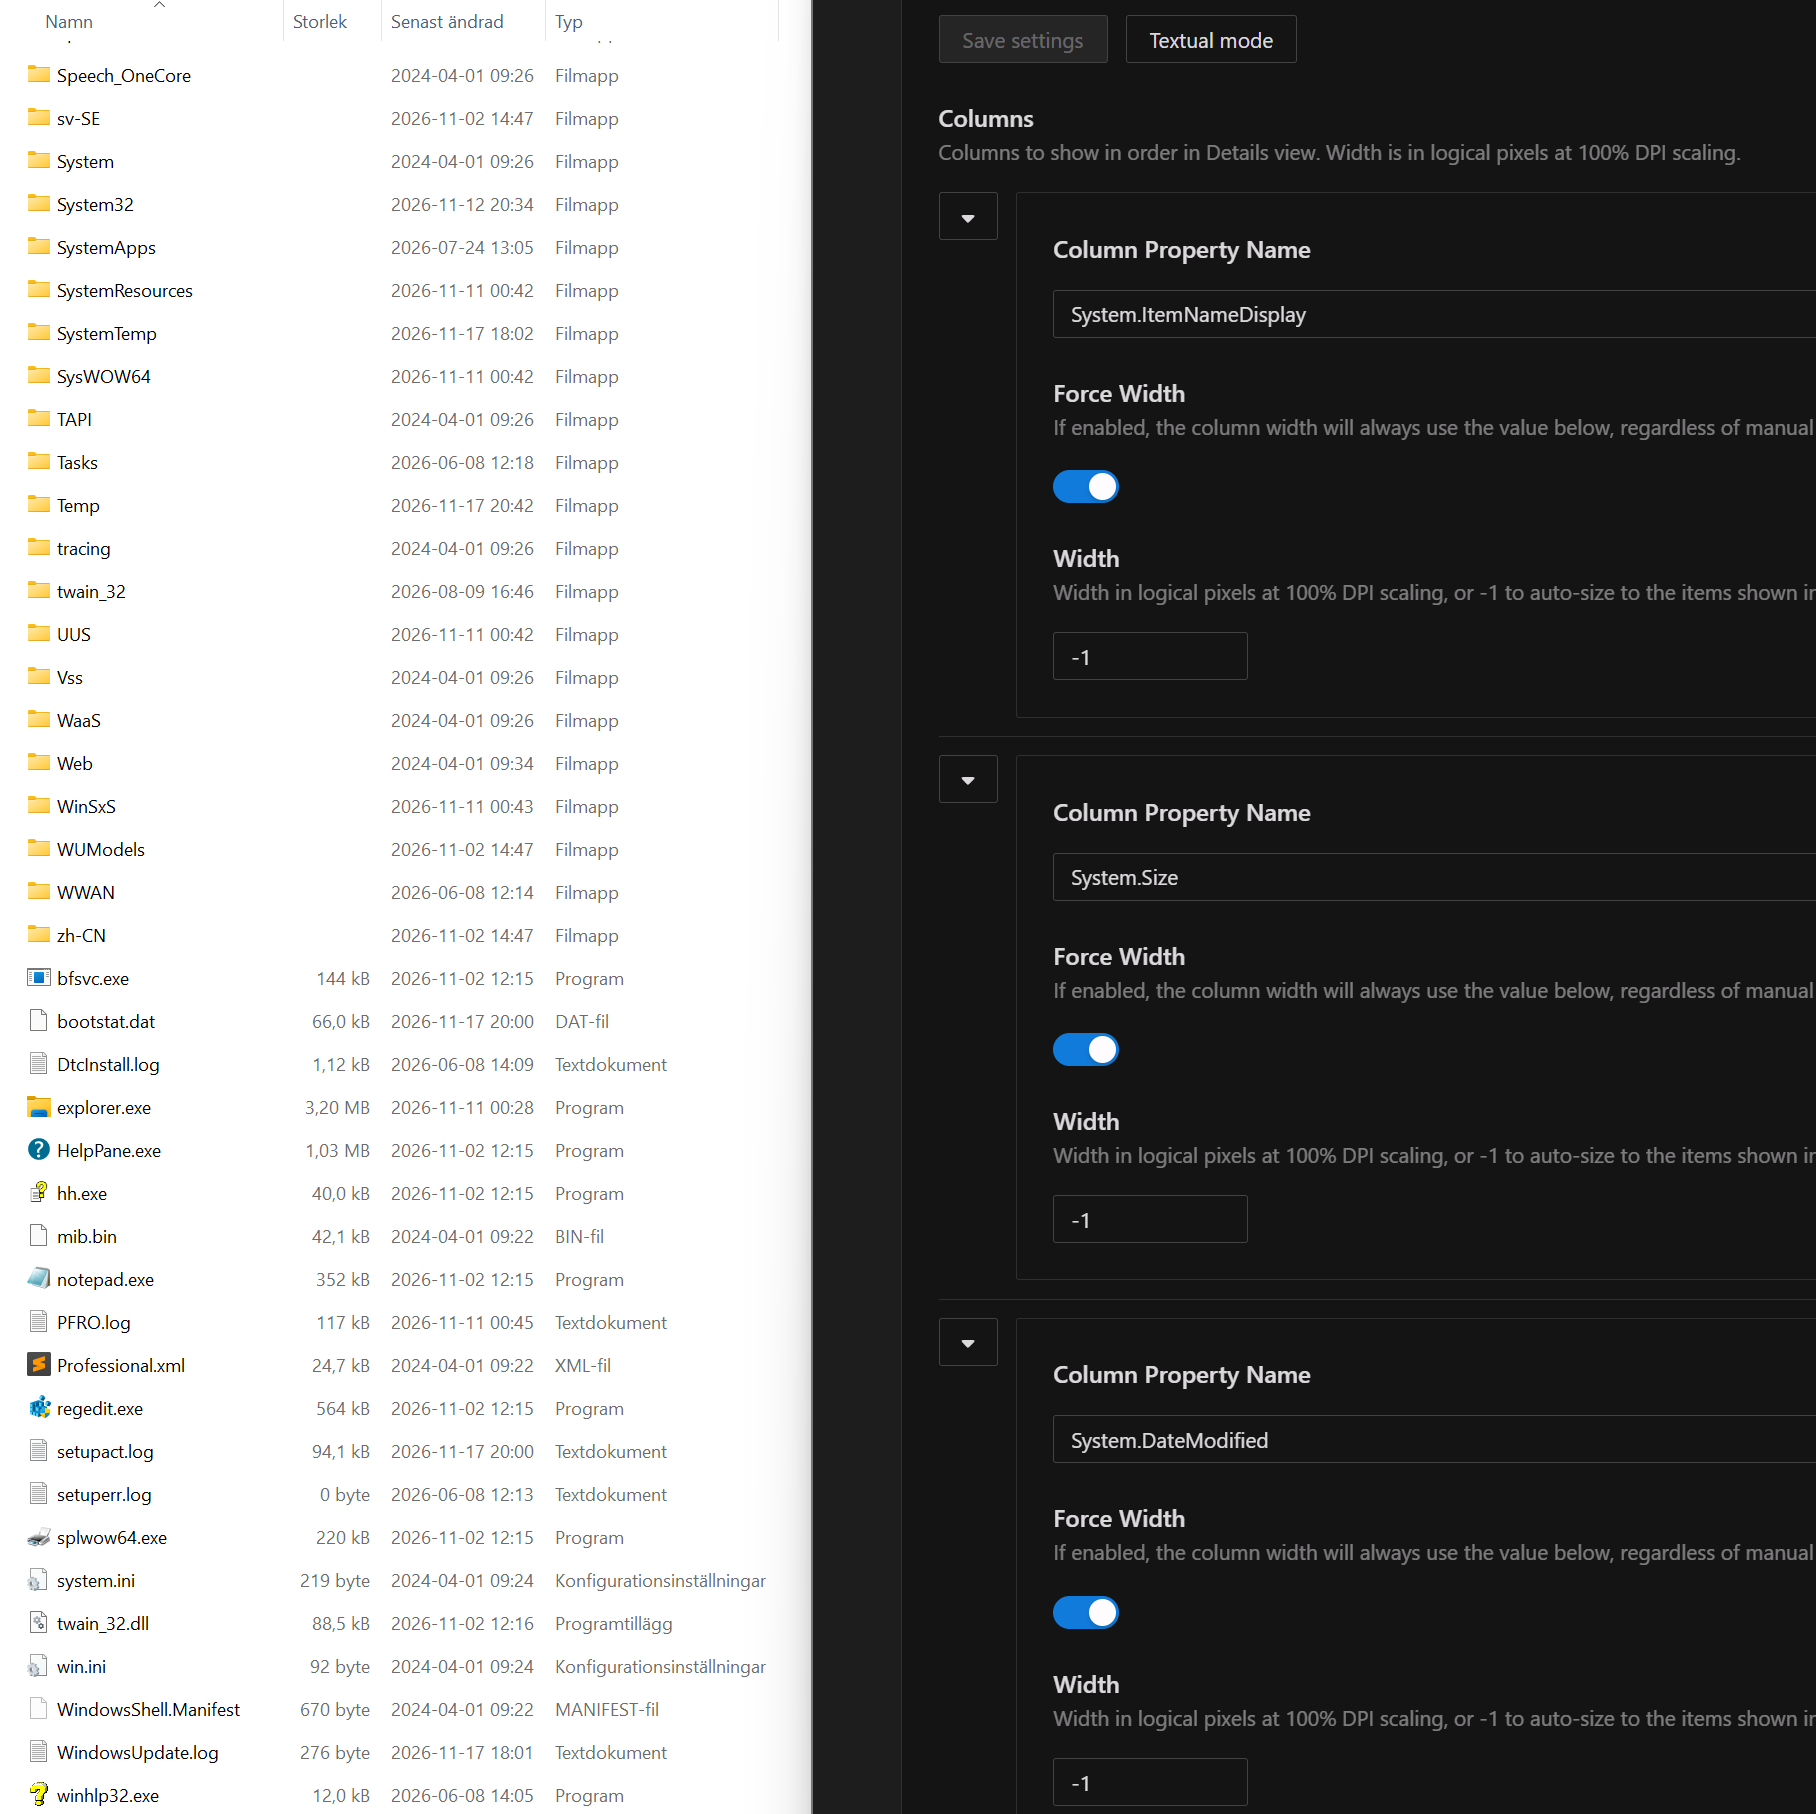 Namn Storlek Senast ändrad Typ
Speech_OneCore 2024-04-01 09:26 Filmapp
sv-SE 2026-11-02 14:47 Filmapp
System 2024-04-01 09:26 Filmapp
System32 2026-11-12 20:34 Filmapp
SystemApps 2026-07-24 13:05 Filmapp
SystemResources 2026-11-11 00:42 Filmapp
SystemTemp 2026-11-17 18:02 Filmapp
SysWOW64 2026-11-11 00:42 Filmapp
TAPI 2024-04-01 09:26 Filmapp
Tasks 2026-06-08 12:18 Filmapp
Temp 2026-11-17 20:42 Filmapp
tracing 2024-04-01 09:26 Filmapp
twain_32 2026-08-09 16:46 Filmapp
UUS 2026-11-11 00:42 Filmapp
Vss 2024-04-01 09:26 Filmapp
WaaS 2024-04-01 09:26 Filmapp
Web 2024-04-01 09:34 Filmapp
WinSxS 2026-11-11 00:43 Filmapp
WUModels 2026-11-02 14:47 Filmapp
WWAN 2026-06-08 12:14 Filmapp
zh-CN 2026-11-02 14:47 Filmapp
bfsvc.exe 144 kB 2026-11-02 12:15 Program
bootstat.dat 66,0 kB 2026-11-17 20:00 DAT-fil
DtcInstall.log 1,12 kB 2026-06-08 14:09 Textdokument
explorer.exe 3,20 MB 2026-11-11 00:28 Program
HelpPane.exe 1,03 MB 2026-11-02 12:15 Program
hh.exe 40,0 kB 2026-11-02 12:15 Program
mib.bin 42,1 kB 2024-04-01 09:22 BIN-fil
notepad.exe 352 kB 2026-11-02 12:15 Program
PFRO.log 117 kB 2026-11-11 00:45 Textdokument
Professional.xml 24,7 kB 2024-04-01 09:22 XML-fil
regedit.exe 564 kB 2026-11-02 12:15 Program
setupact.log 94,1 kB 2026-11-17 20:00 Textdokument
setuperr.log 0 byte 2026-06-08 12:13 Textdokument
splwow64.exe 220 kB 2026-11-02 12:15 Program
system.ini 219 byte 2024-04-01 09:24 Konfigurationsinställningar
twain_32.dll 88,5 kB 2026-11-02 12:16 Programtillägg
win.ini 92 byte 2024-04-01 09:24 Konfigurationsinställningar
WindowsShell.Manifest 670 byte 2024-04-01 09:22 MANIFEST-fil
WindowsUpdate.log 276 byte 2026-11-17 18:01 Textdokument
winhlp32.exe 12,0 kB 2026-06-08 14:05 Program
Save settings Textual mode
Columns
Columns to show in order in Details view. Width is in logical pixels at 100% DPI scaling.
Column Property Name
System.ItemNameDisplay
Force Width
If enabled, the column width will always use the value below, regardless of manual
Width
Width in logical pixels at 100% DPI scaling, or -1 to auto-size to the items shown in
-1
Column Property Name
System.Size
Force Width
If enabled, the column width will always use the value below, regardless of manual
Width
Width in logical pixels at 100% DPI scaling, or -1 to auto-size to the items shown in
-1
Column Property Name
System.DateModified
Force Width
If enabled, the column width will always use the value below, regardless of manual
Width
Width in logical pixels at 100% DPI scaling, or -1 to auto-size to the items shown in
-1